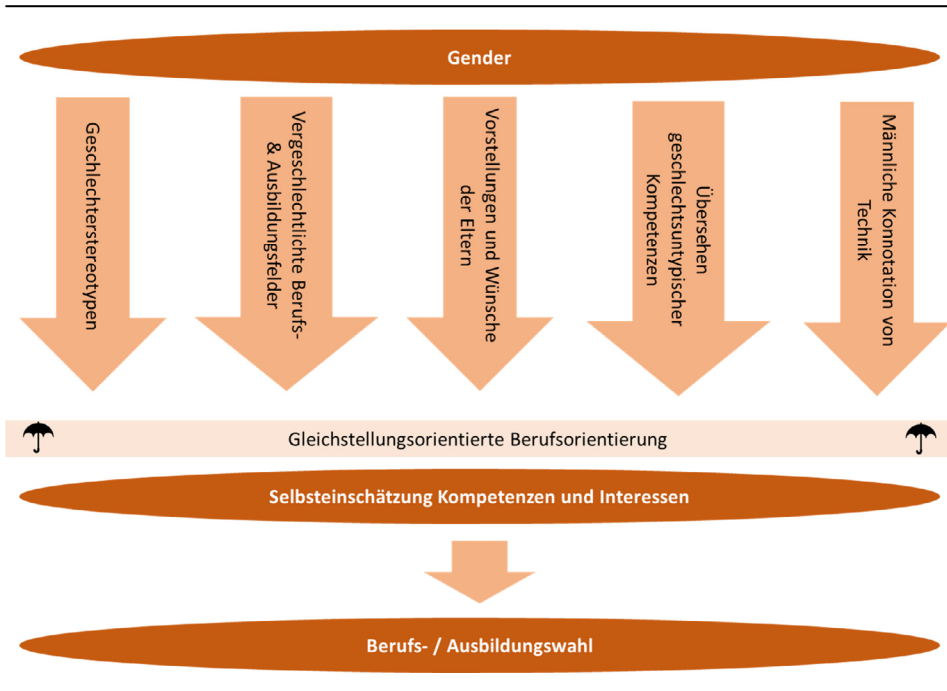 Gender
Geschlechterstereotypen
Vergeschlechtlichte Berufs-
& Ausbildungsfelder
Vorstellungen und Wünsche
der Eltern
Übersehen
geschlechtsuntypischer
Kompetenzen
Männliche Konnotation von
Technik
Gleichstellungsorientierte Berufsorientierung
Selbsteinschätzung Kompetenzen und Interessen
Berufs- / Ausbildungswahl